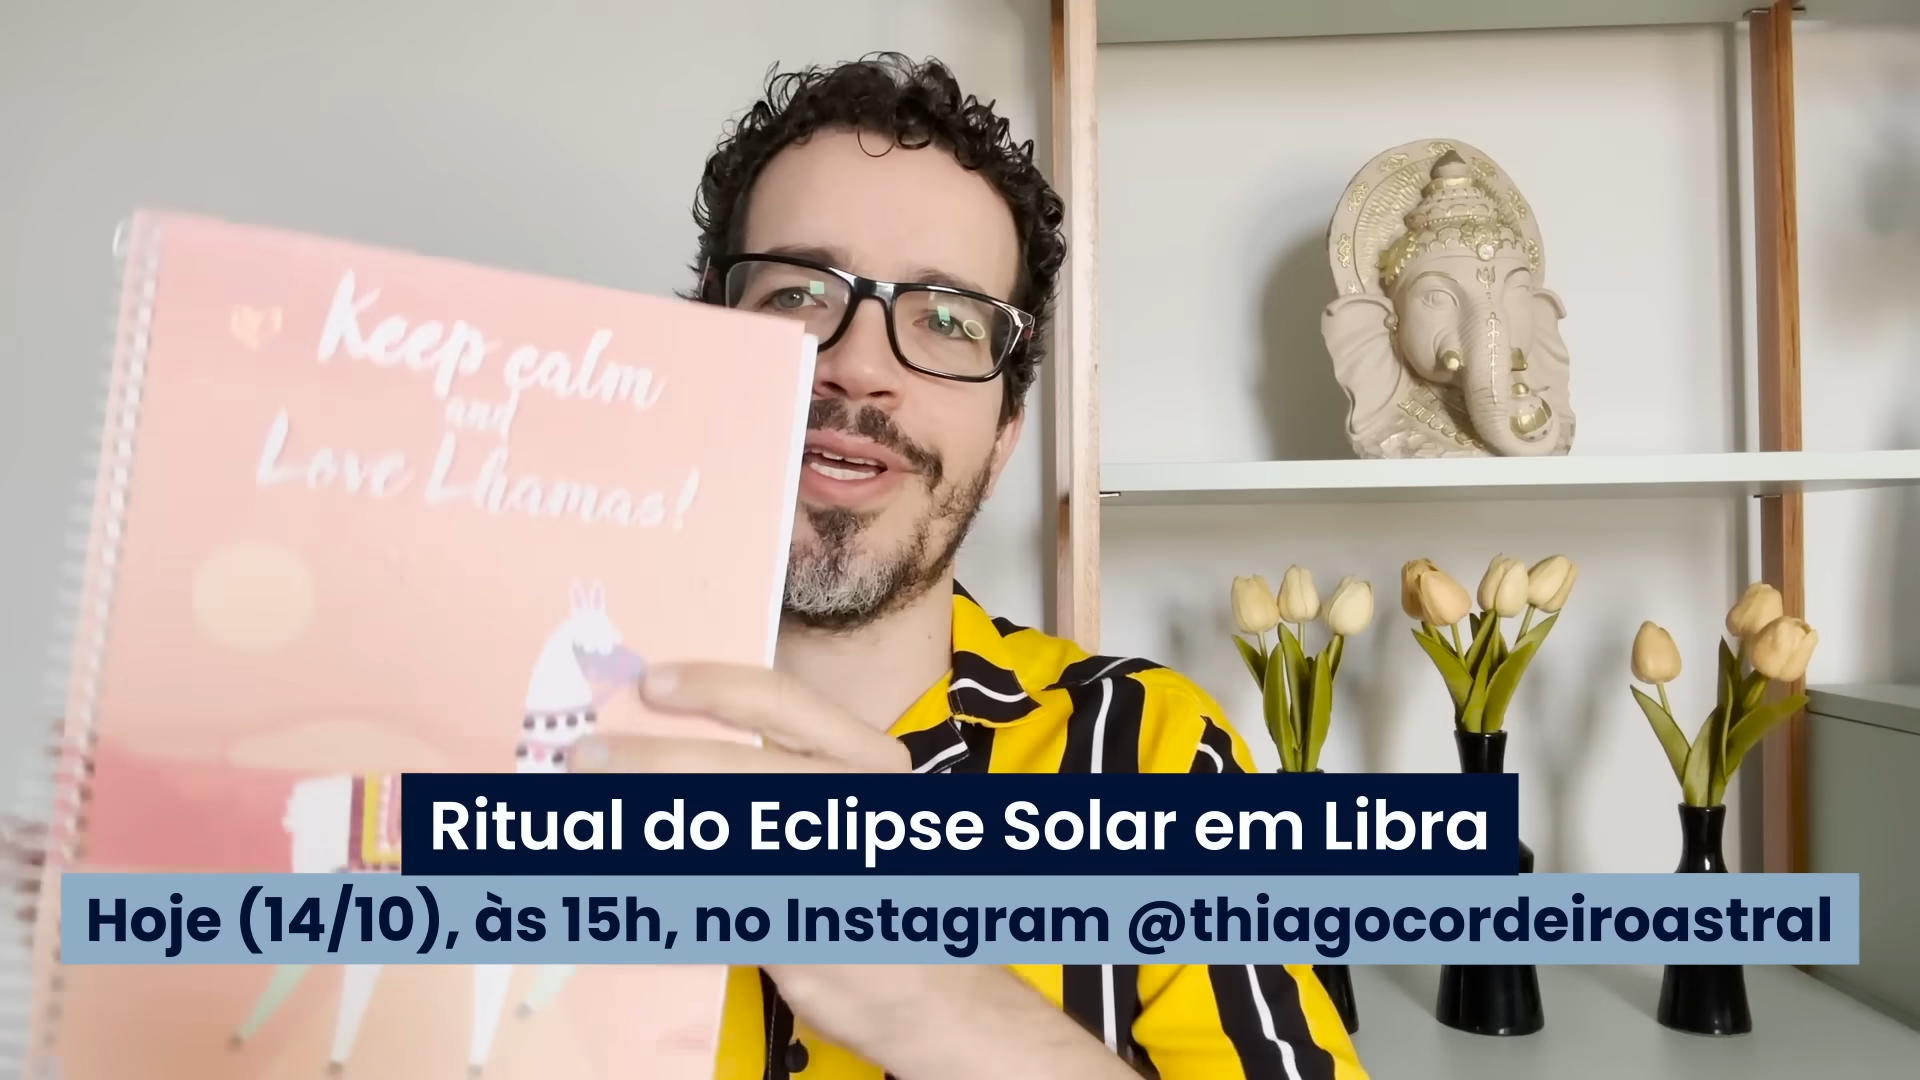 Keep calm
and
Love Lhamas!
Ritual do Eclipse Solar em Libra
Hoje (14/10), às 15h, no Instagram @thiagocordeiroastral